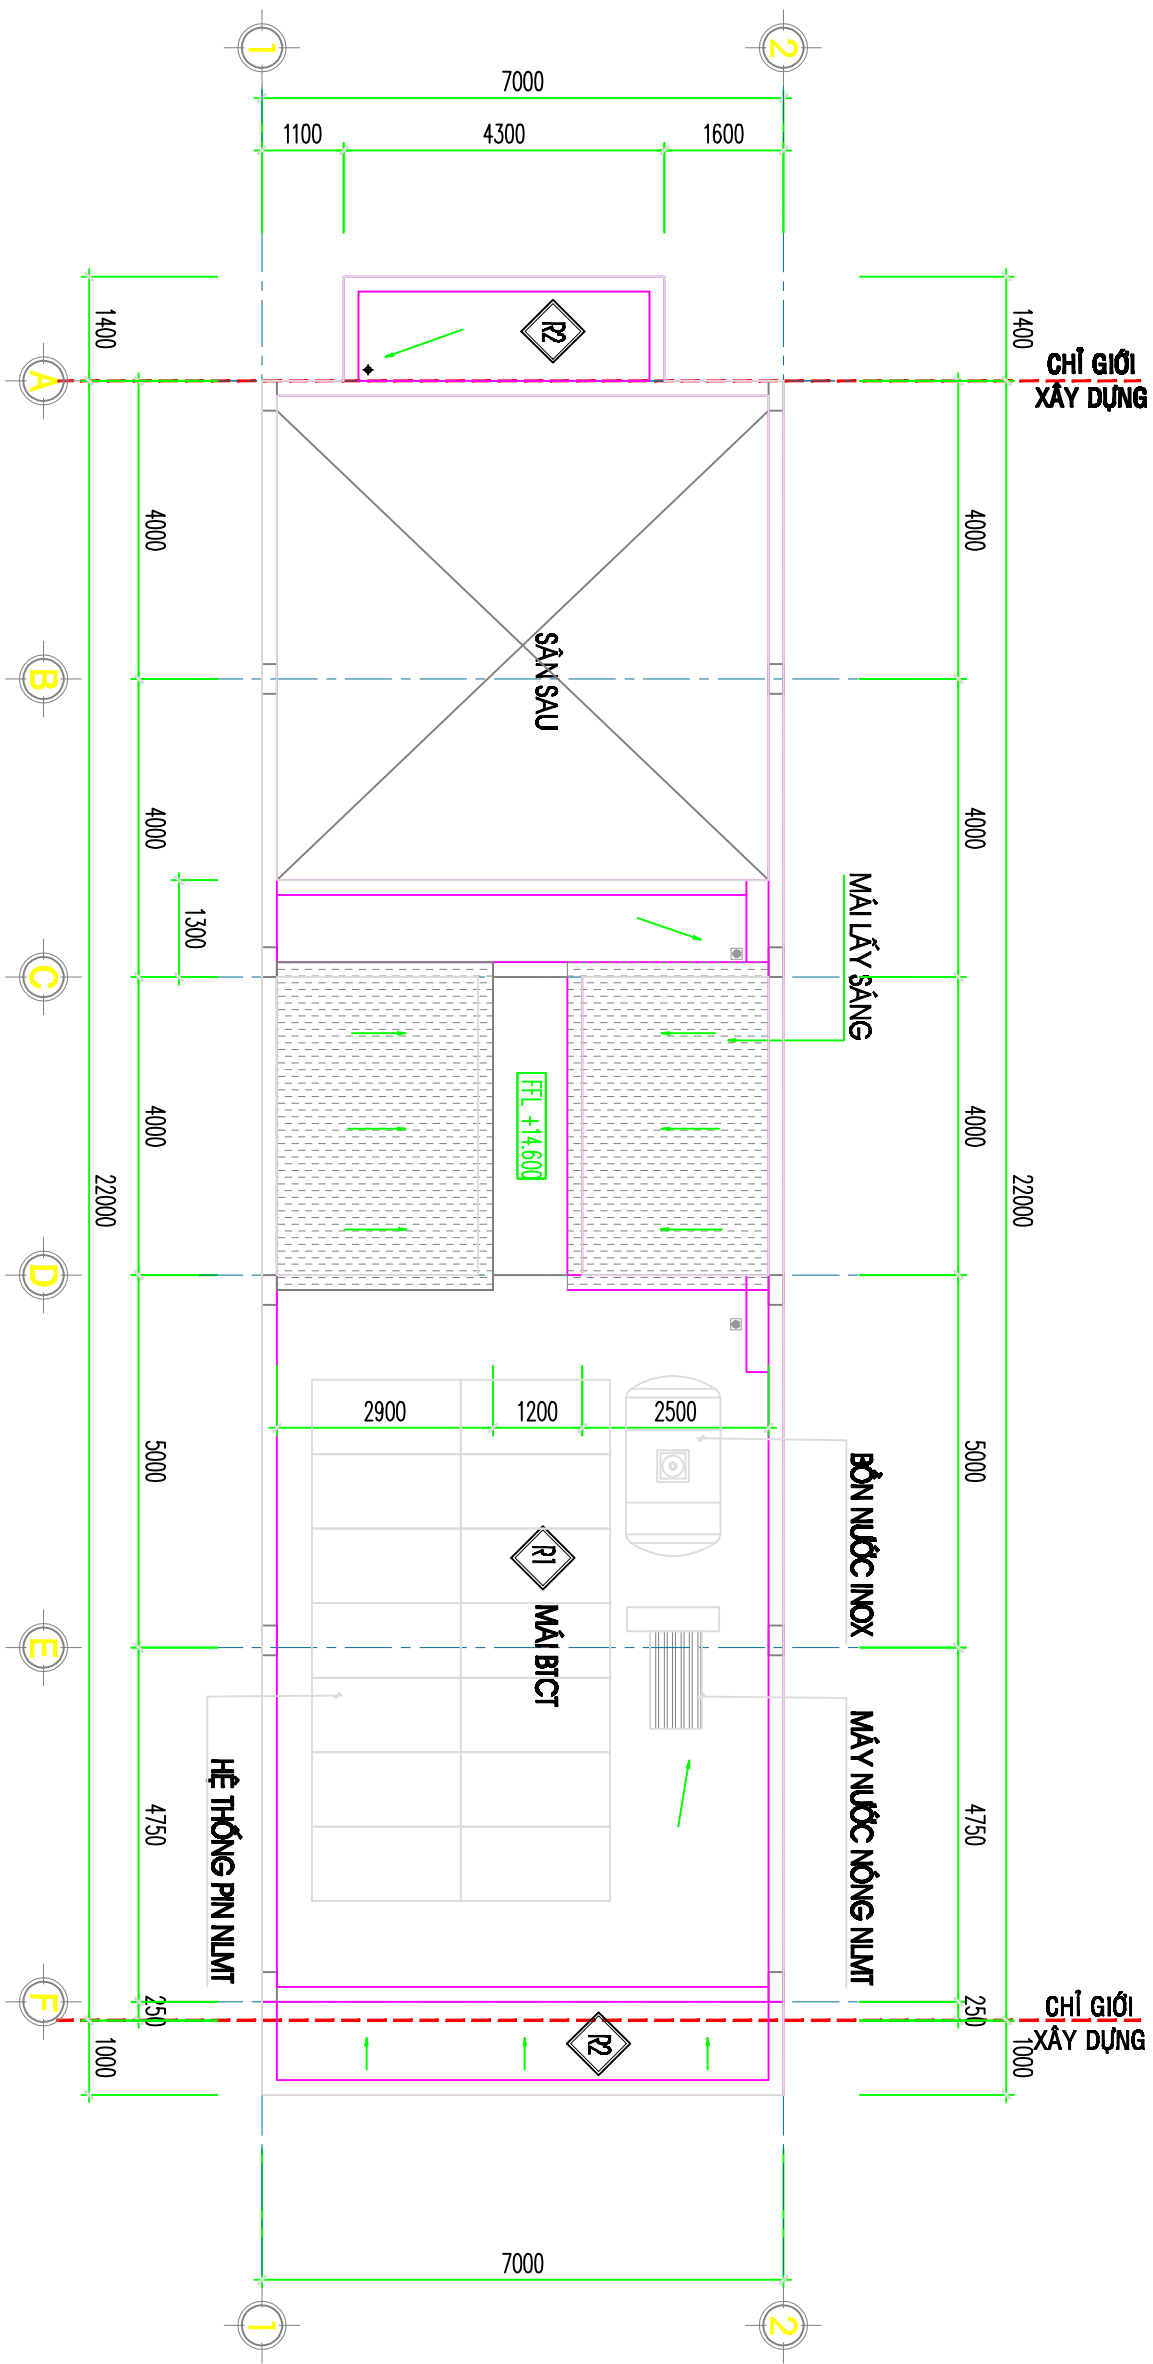 1
2
7000
1100
4300
1600
1400
1400
R2
CHỈ GIỚI
XÂY DỰNG
A
4000
4000
SÂN SAU
B
4000
4000
MÁI LẤY SÁNG
1300
C
FFL +14.600
4000
4000
22000
22000
D
2900
1200
2500
5000
5000
BỒN NƯỚC INOX
R1
MÁI BTCT
E
HỆ THỐNG PIN NLMT
MÁY NƯỚC NÓNG NLMT
4750
4750
F
250
250
CHỈ GIỚI
XÂY DỰNG
R2
1000
1000
7000
1
2